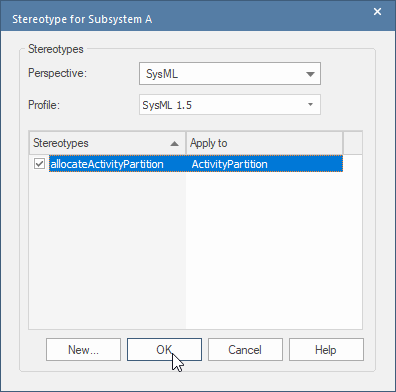 Stereotype for Subsystem A
Stereotypes
Perspective: SysML
Profile: SysML 1.5
Stereotypes Apply to
allocateActivityPartition ActivityPartition
New... OK Cancel Help